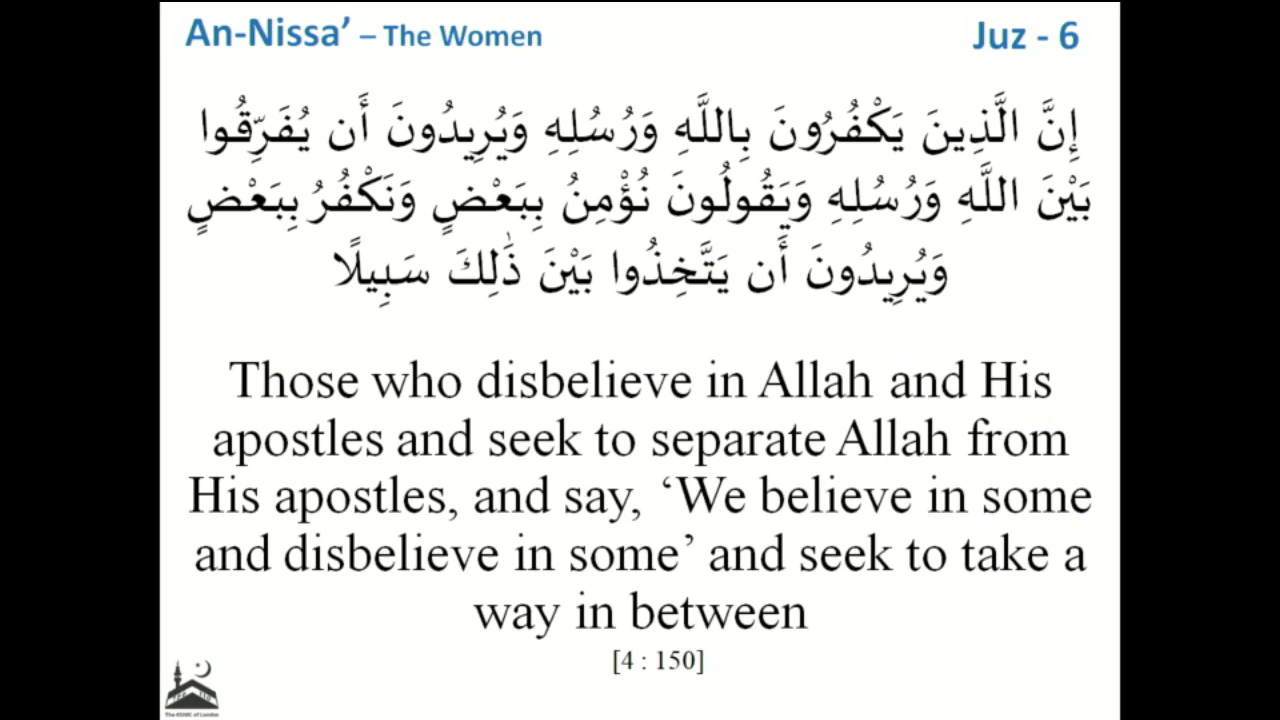 An-Nissa’ – The Women
Juz - 6
إِنَّ الَّذِينَ يَكْفُرُونَ بِاللَّهِ وَرُسُلِهِ وَيُرِيدُونَ أَن يُفَرِّقُوا
بَيْنَ اللَّهِ وَرُسُلِهِ وَيَقُولُونَ نُؤْمِنُ بِبَعْضٍ وَنَكْفُرُ بِبَعْضٍ
وَيُرِيدُونَ أَن يَتَّخِذُوا بَيْنَ ذَٰلِكَ سَبِيلًا
Those who disbelieve in Allah and His
apostles and seek to separate Allah from
His apostles, and say, ‘We believe in some
and disbelieve in some’ and seek to take a
way in between
[4 : 150]